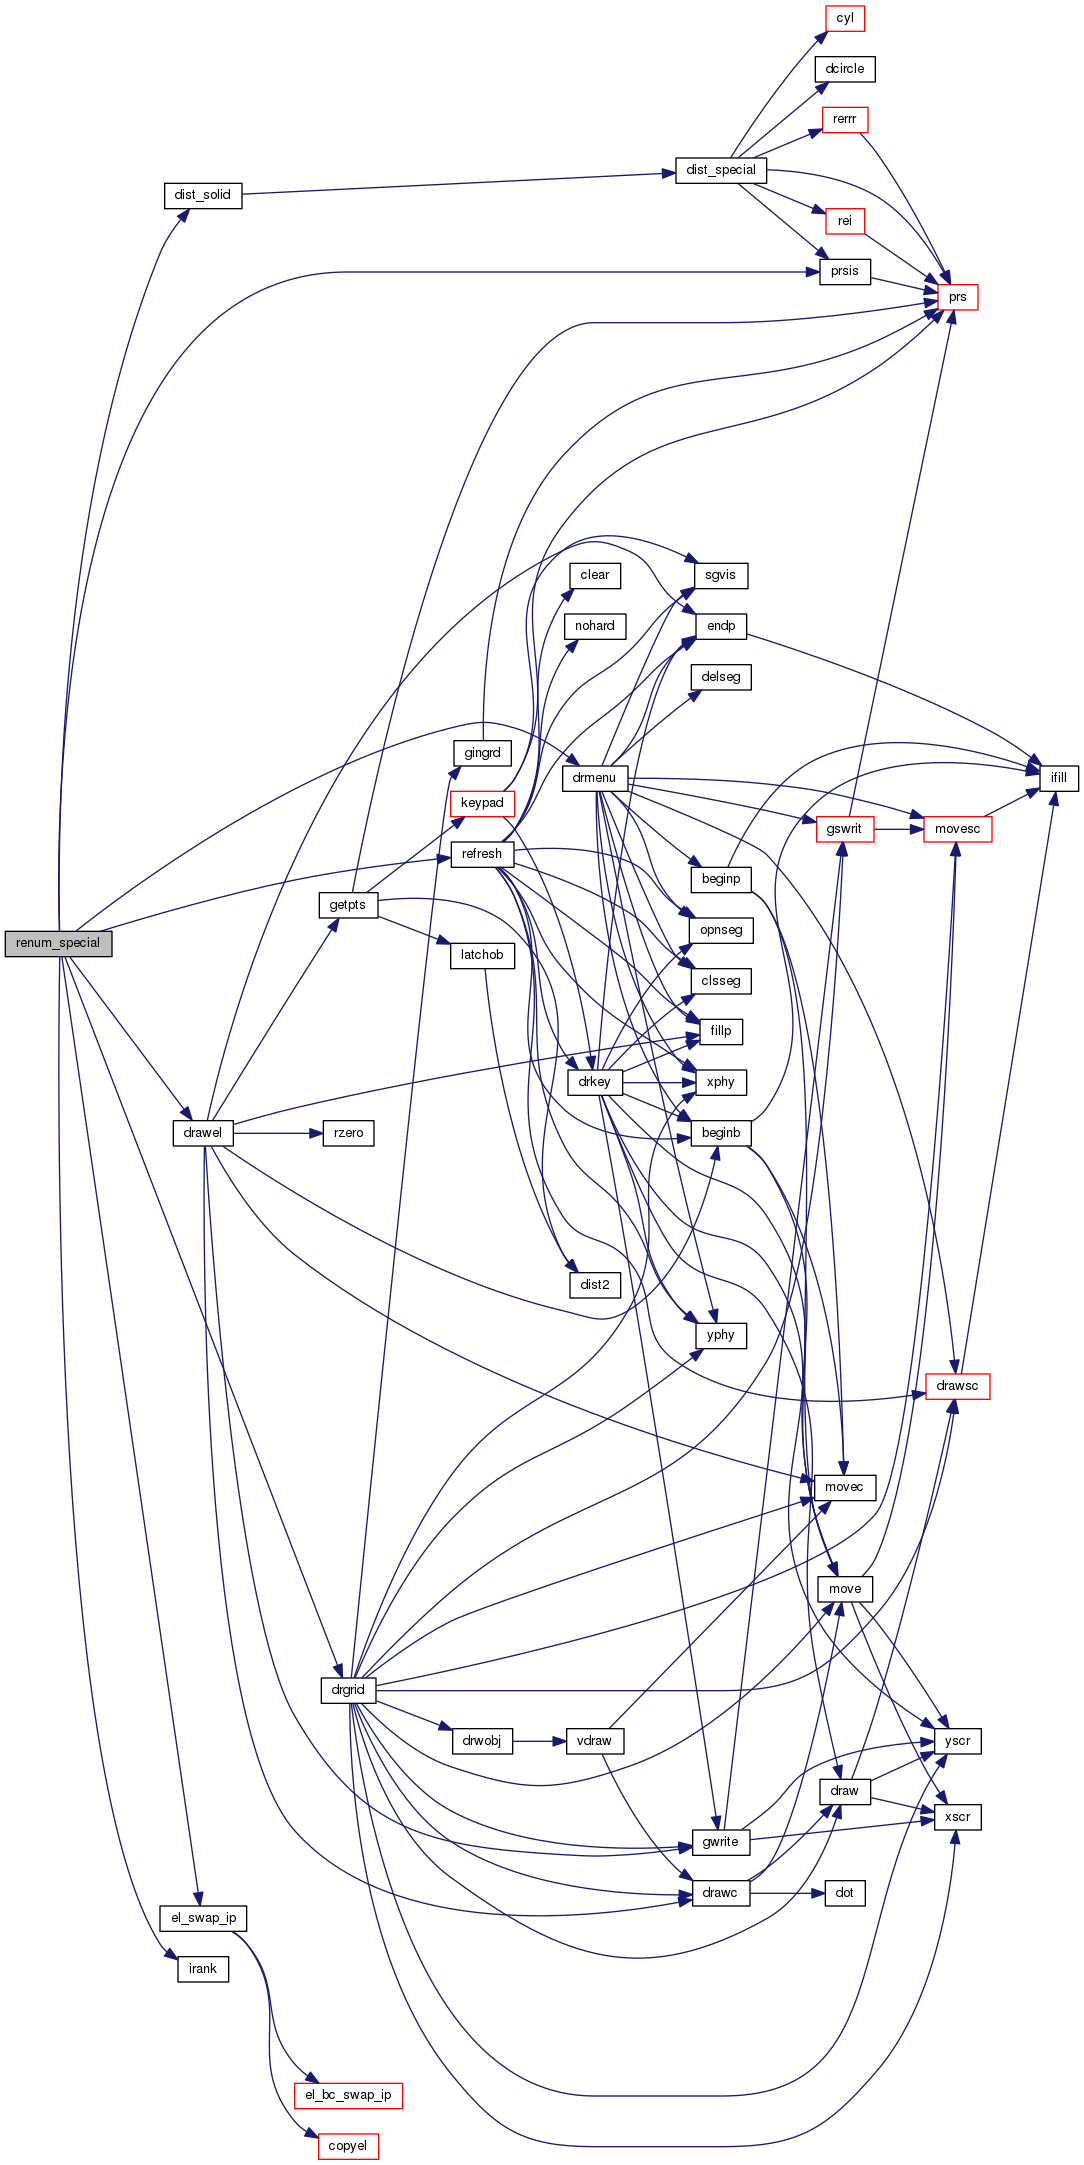 cyl
dcircle
rerrr
dist_special
dist_solid
rei
prsis
prs
clear
sgvis
nohard
endp
delseg
gingrd
drmenu
ifill
keypad
gswrit
movesc
refresh
beginp
getpts
opnseg
renum_special
latchob
clsseg
fillp
drkey
xphy
drawel
rzero
beginb
dist2
yphy
drawsc
movec
move
drgrid
drwobj
vdraw
yscr
draw
xscr
gwrite
drawc
dot
el_swap_ip
irank
el_bc_swap_ip
copyel